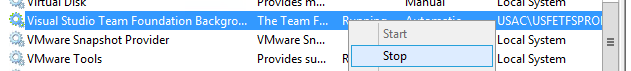 Virtual Disk Provides m... Manual Local System
Visual Studio Team Foundation Backgro... The Team F... Running Automatic USAC\USFETFSPRO
VMware Snapshot Provider VMware Sn... Start Local System
VMware Tools Provides su... Stop Local System